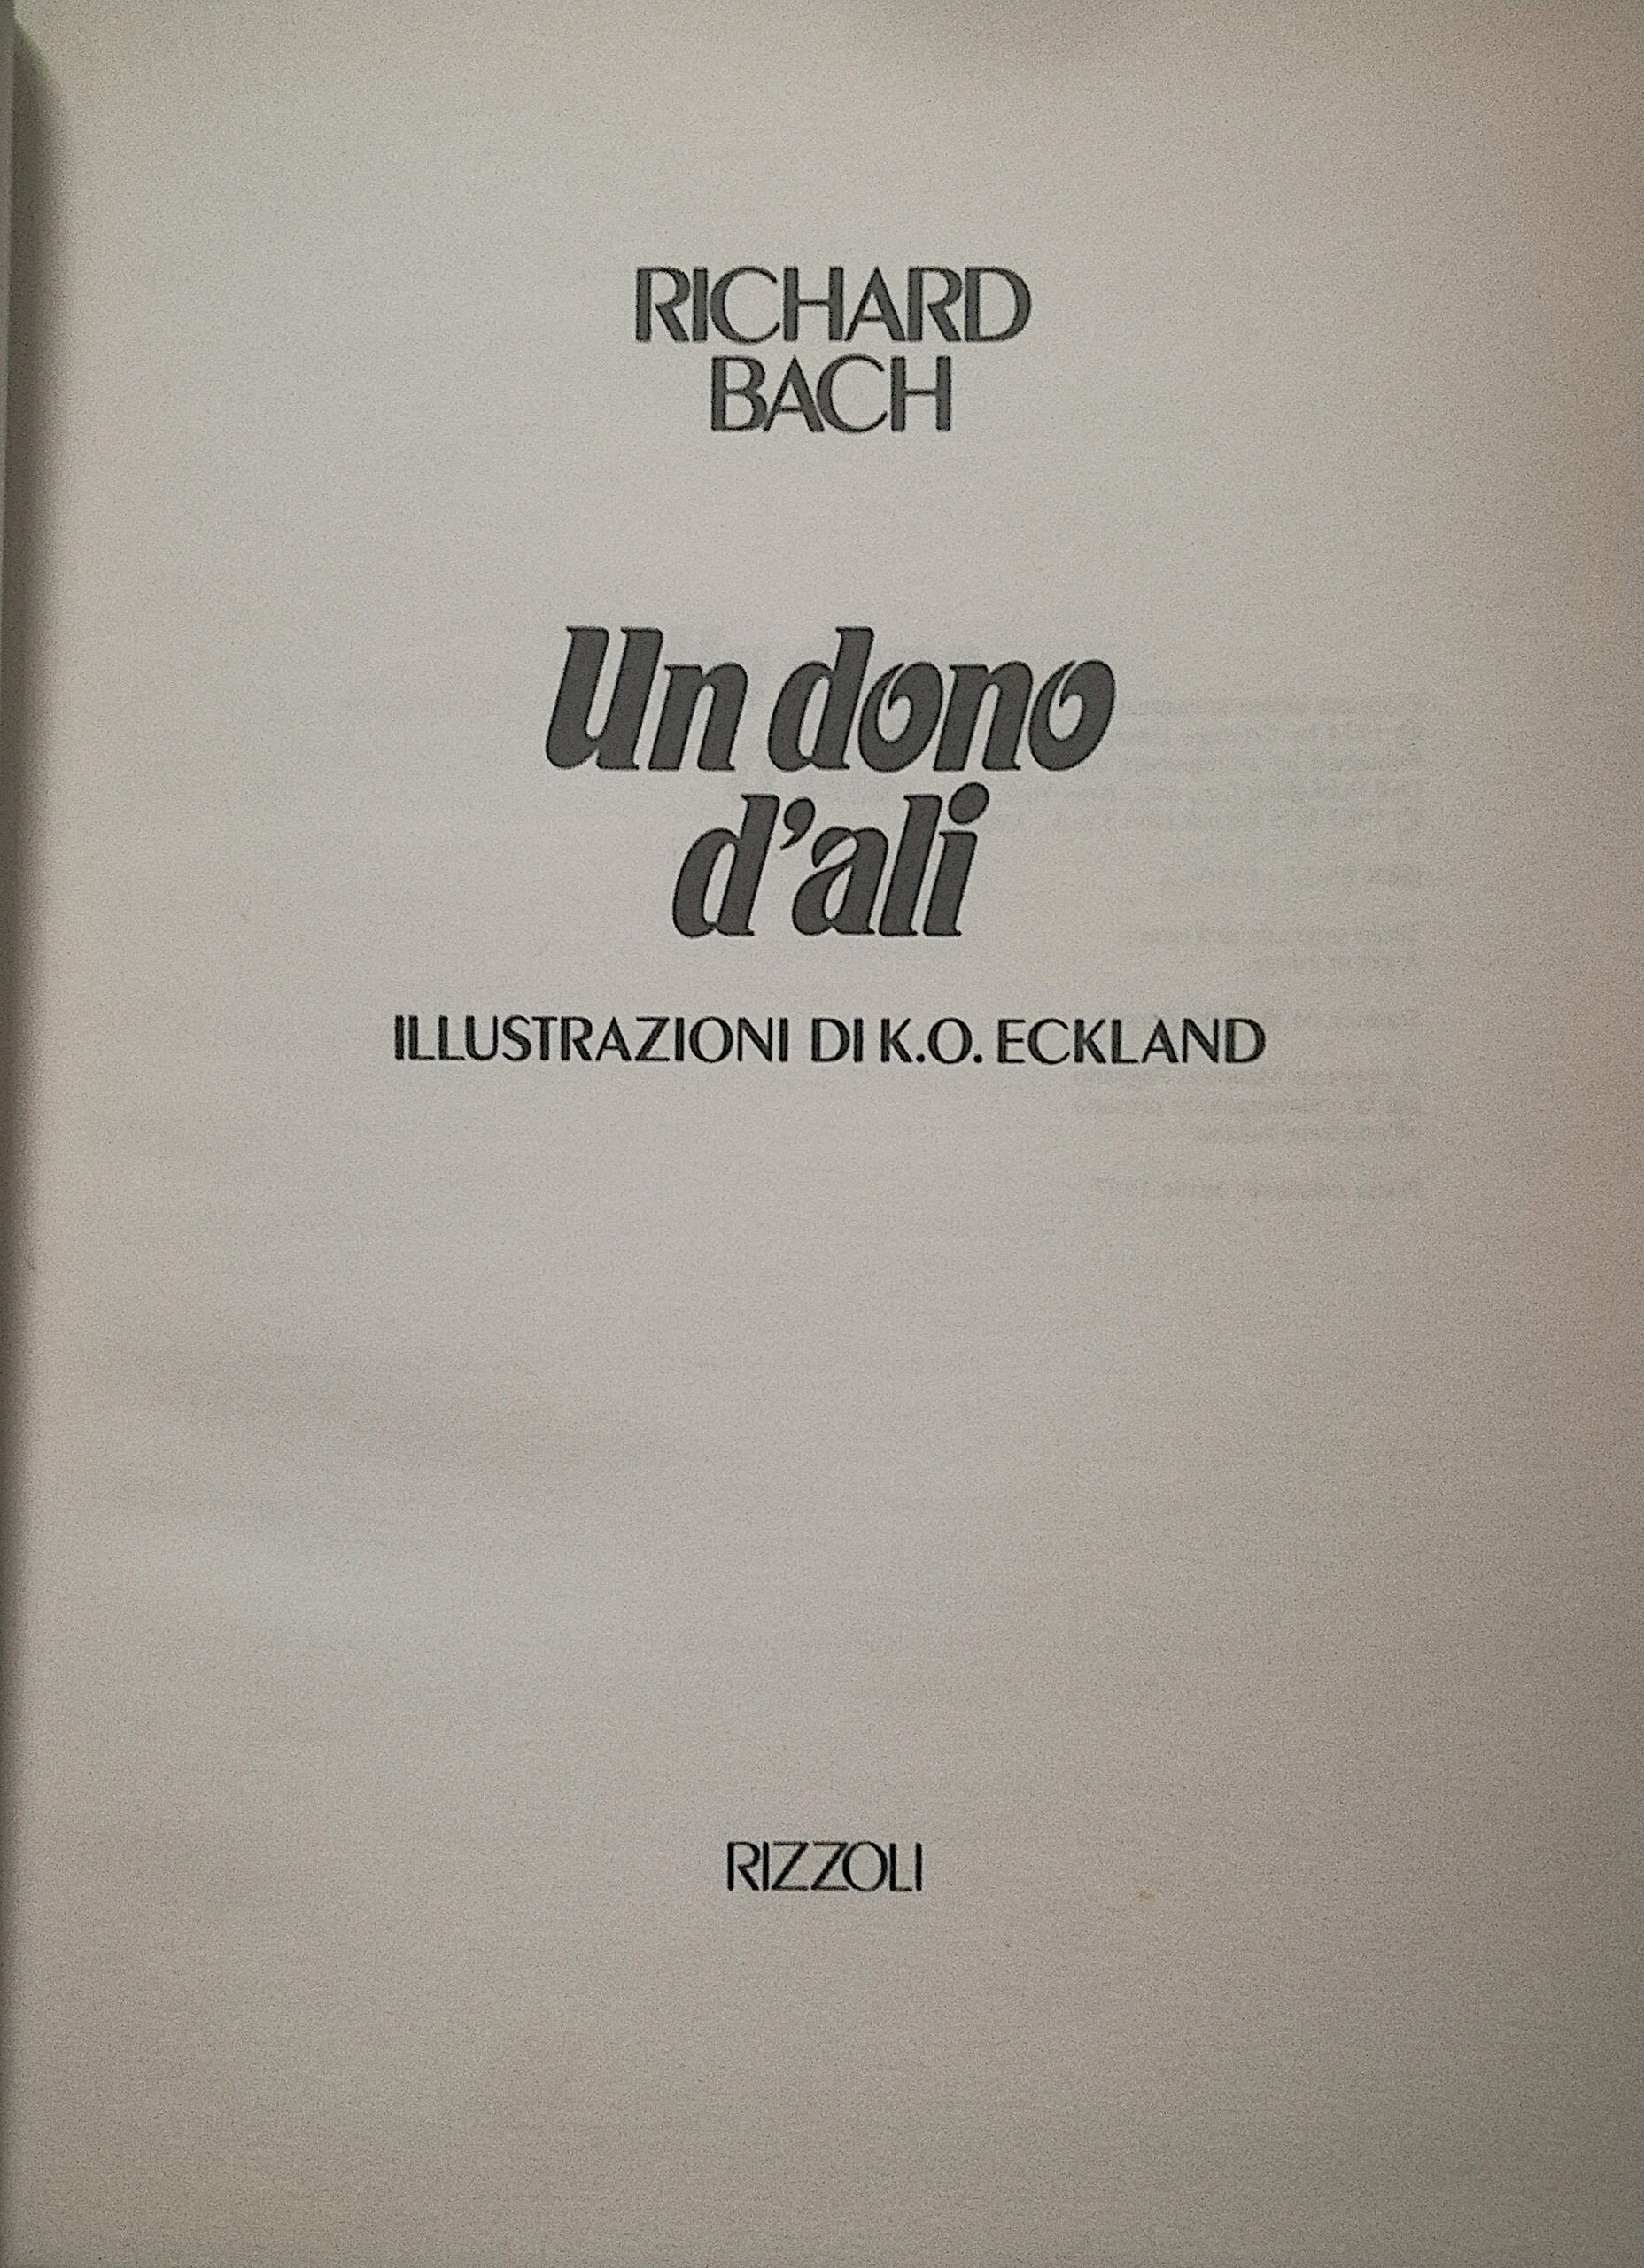 RICHARD
BACH
Un dono
d'ali
ILLUSTRAZIONI DI K.O. ECKLAND
RIZZOLI